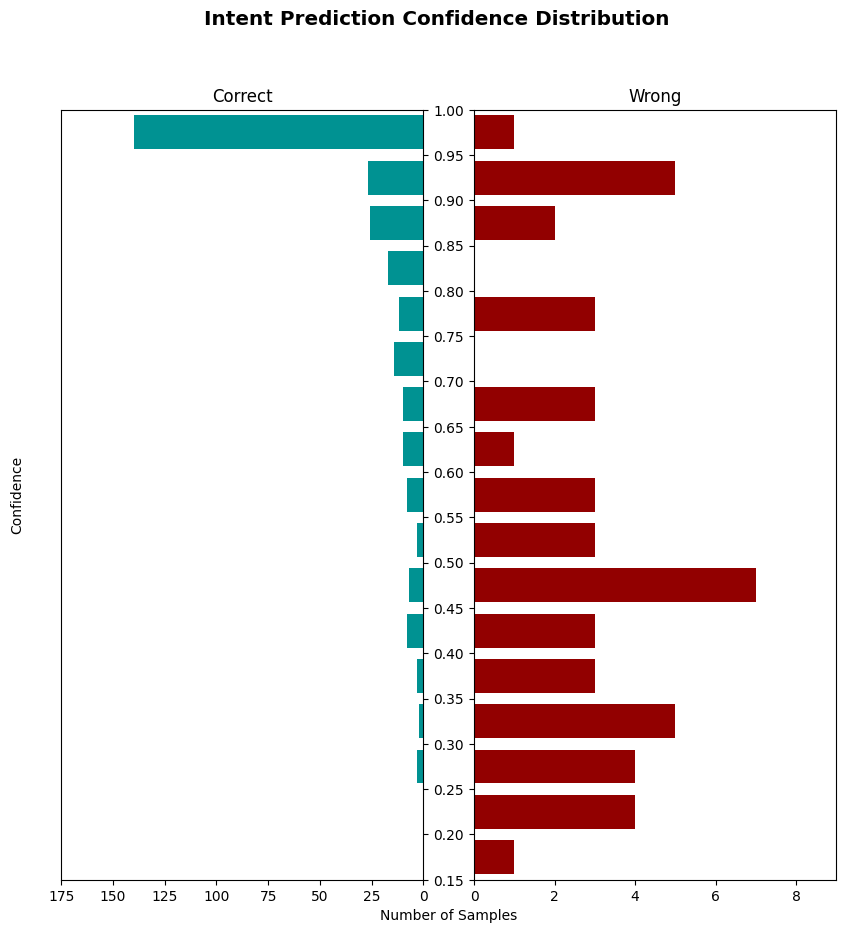 Intent Prediction Confidence Distribution
Correct
Wrong
1.00
0.95
0.90
0.85
0.80
0.75
0.70
0.65
0.60
0.55
0.50
0.45
0.40
0.35
0.30
0.25
0.20
0.15
Confidence
175 150 125 100 75 50 25 0
0 2 4 6 8
Number of Samples